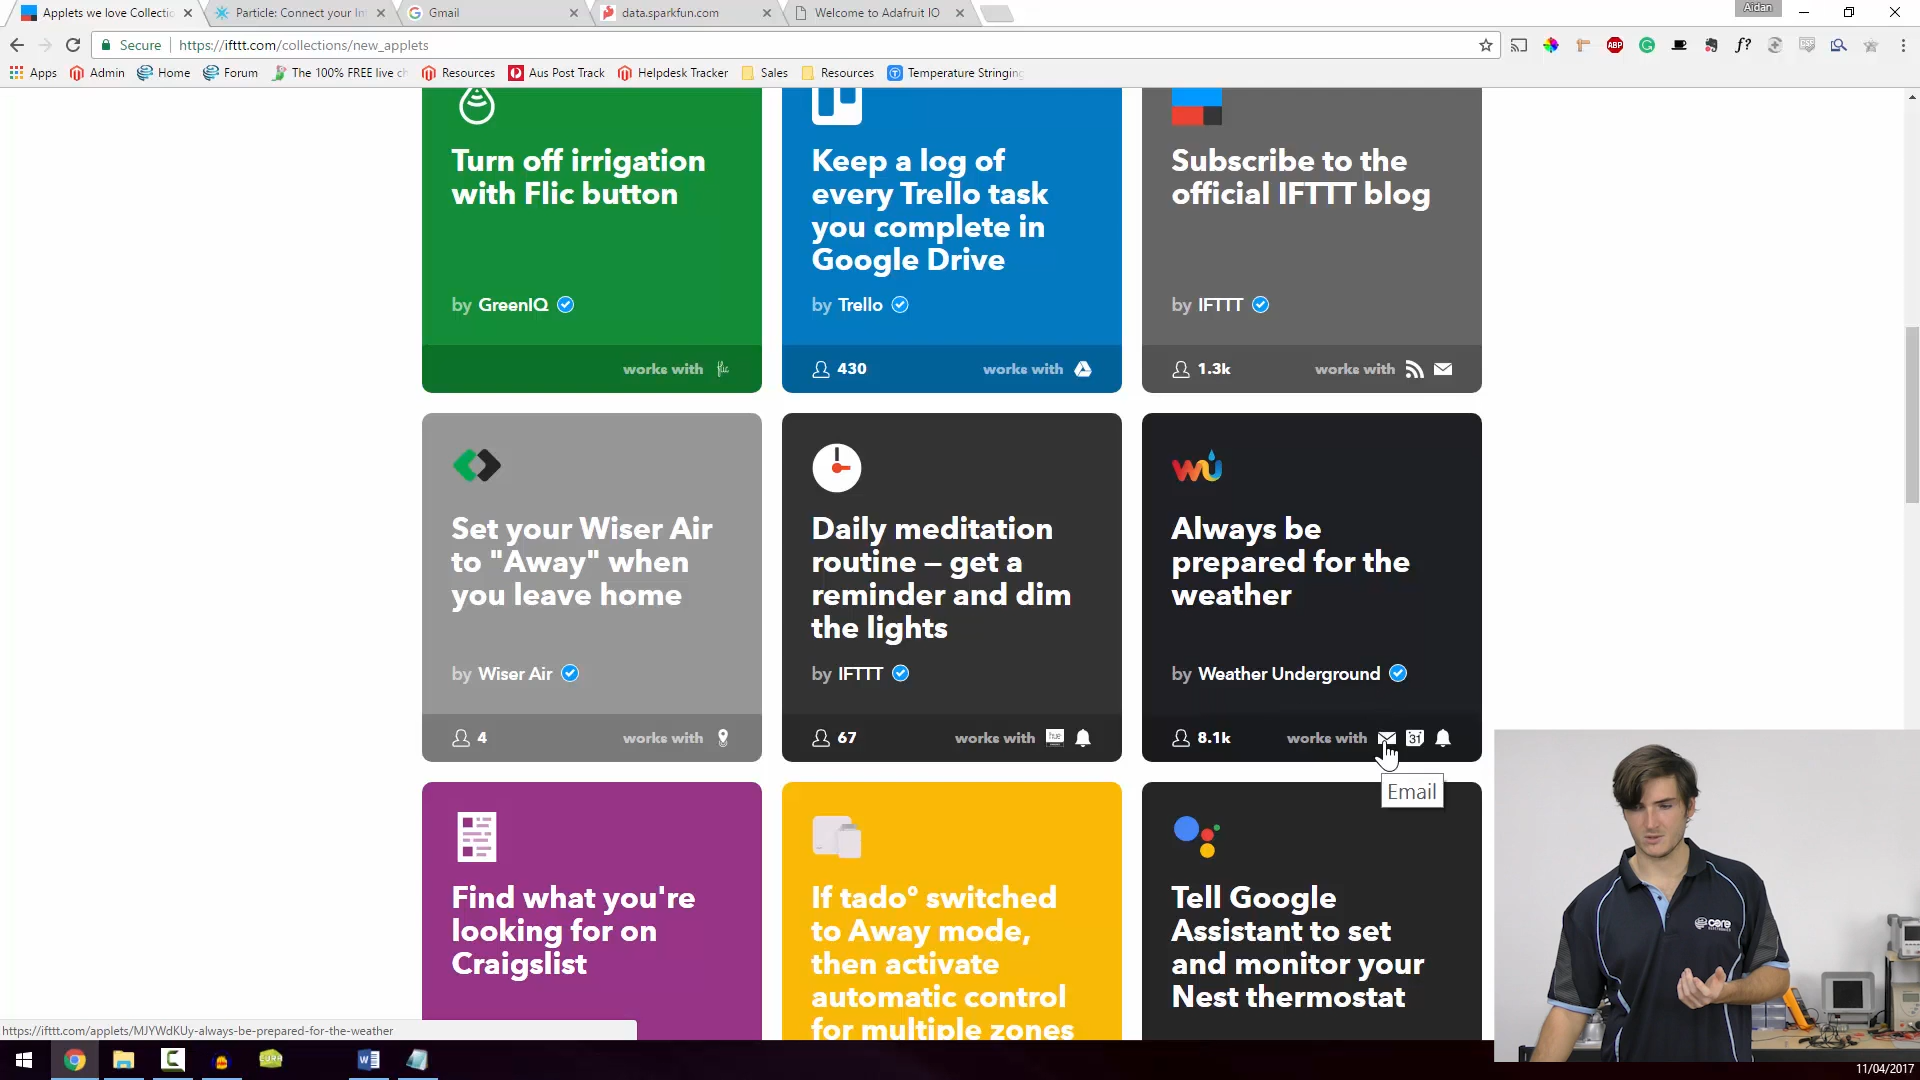 Applets we love Collectio
Particle: Connect your In
Gmail
data.sparkfun.com
Welcome to Adafruit IO
Aidan
Secure
https://ifttt.com/collections/new_applets
ABP
f?
Apps
Admin
Home
Forum
The 100% FREE live ch
Resources
Aus Post Track
Helpdesk Tracker
Sales
Resources
Temperature Stringing
Turn off irrigation
with Flic button
by GreenIQ
works with flic
Keep a log of
every Trello task
you complete in
Google Drive
by Trello
430
works with
Subscribe to the
official IFTTT blog
by IFTTT
1.3k
works with
Set your Wiser Air
to "Away" when
you leave home
by Wiser Air
4
works with
Daily meditation
routine – get a
reminder and dim
the lights
by IFTTT
67
works with hue
wu
Always be
prepared for the
weather
by Weather Underground
8.1k
works with 31
Email
Find what you're
looking for on
Craigslist
If tado° switched
to Away mode,
then activate
automatic control
for multiple zones
Tell Google
Assistant to set
and monitor your
Nest thermostat
core
https://ifttt.com/applets/MJYWdKUy-always-be-prepared-for-the-weather
CURA
11/04/2017